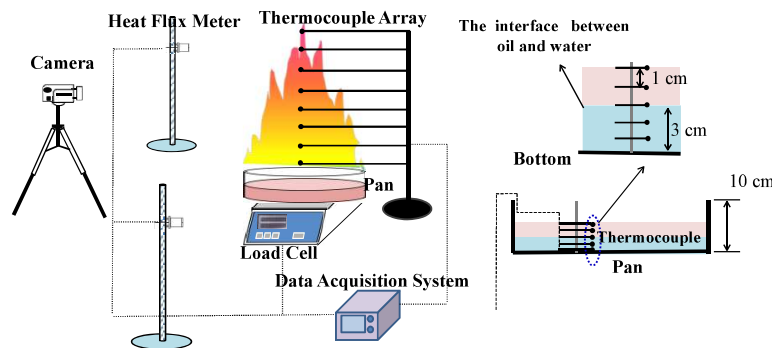 Heat Flux Meter
Thermocouple Array
Camera
Pan
Load Cell
Data Acquisition System
The interface between
oil and water
1 cm
3 cm
Bottom
10 cm
Thermocouple
Pan